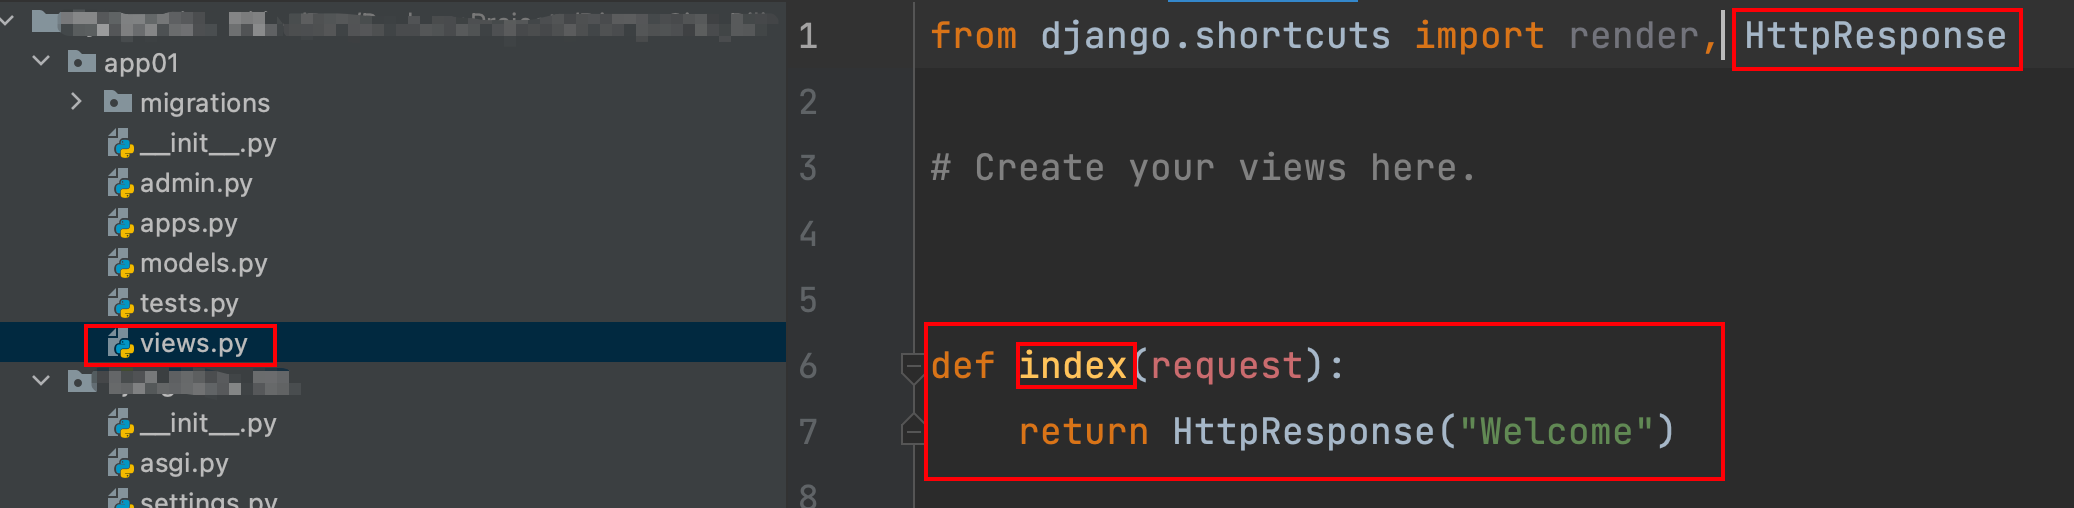 app01
migrations
__init__.py
admin.py
apps.py
models.py
tests.py
views.py
__init__.py
asgi.py
settings.py
1 from django.shortcuts import render, HttpResponse
2
3 # Create your views here.
4
5
6 def index(request):
7 return HttpResponse("Welcome")
8